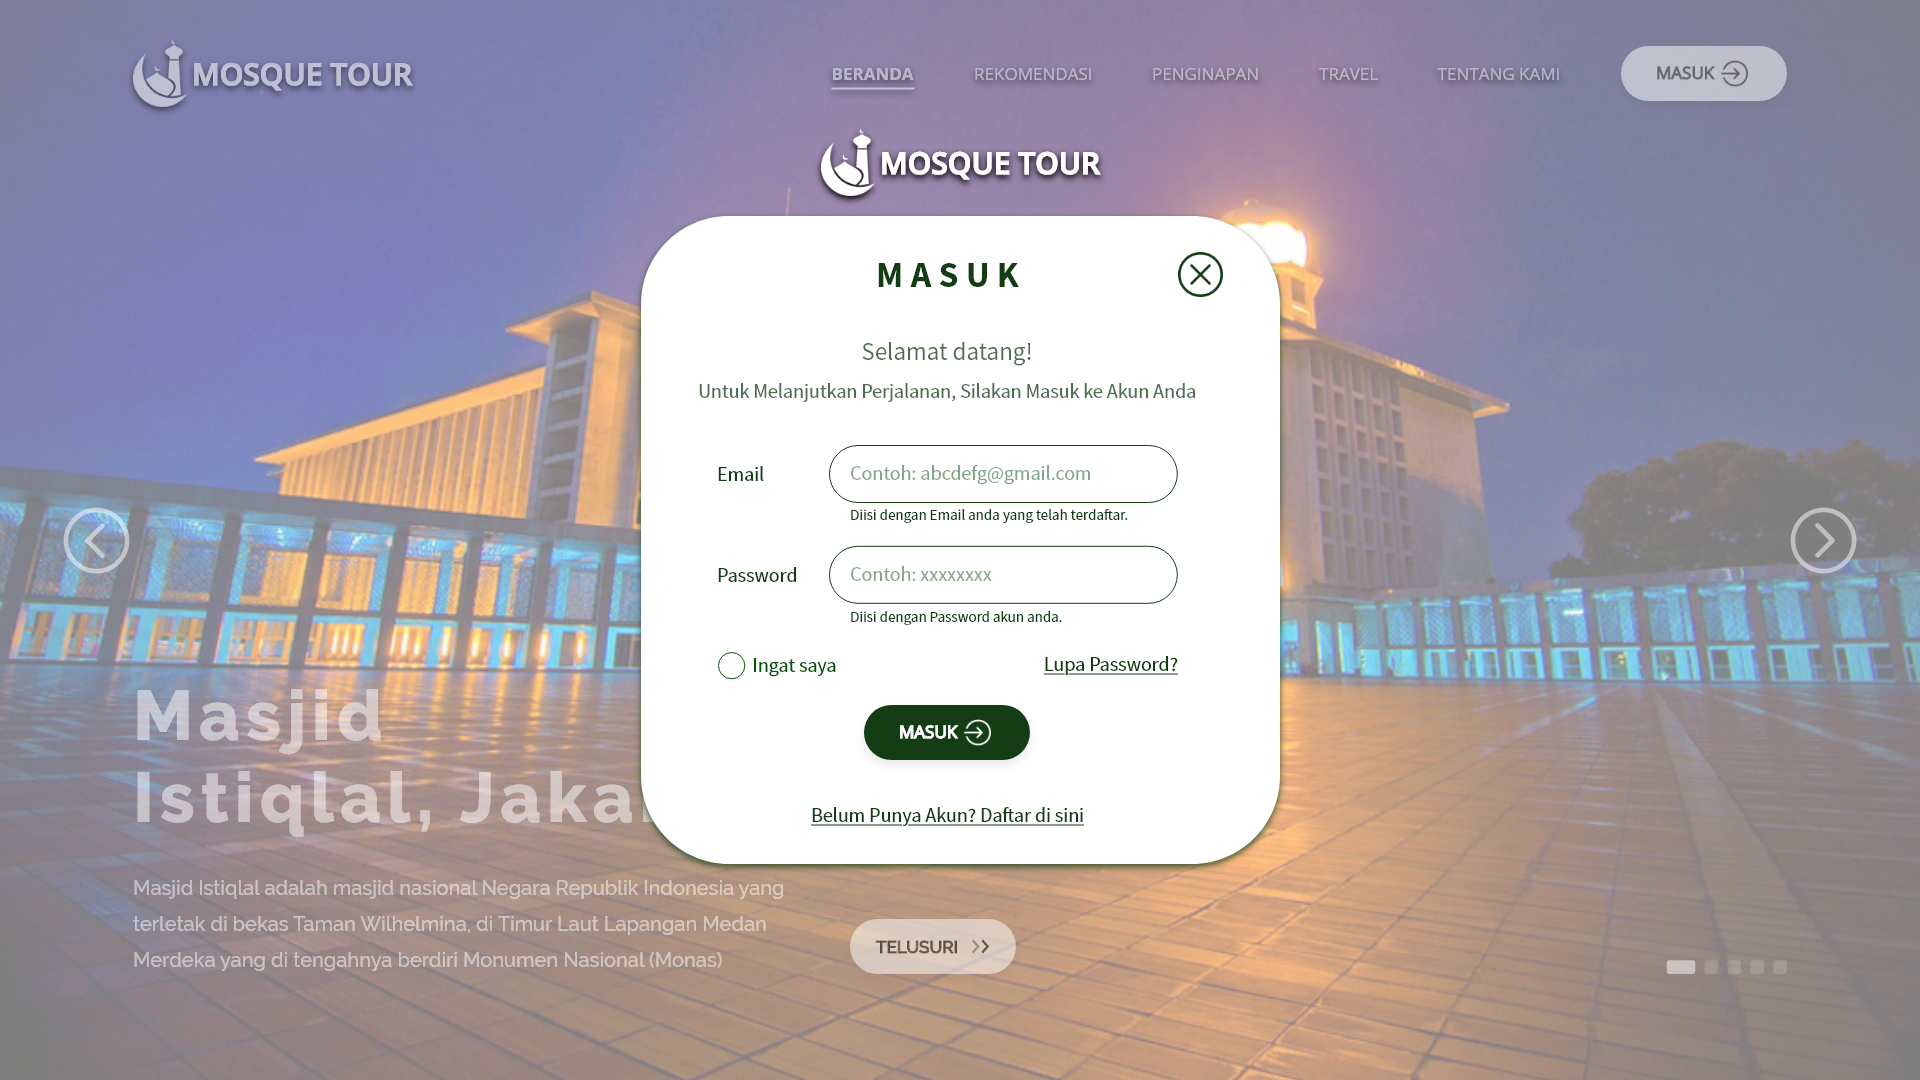 MOSQUE TOUR
BERANDA
REKOMENDASI
PENGINAPAN
TRAVEL
TENTANG KAMI
MASUK
MOSQUE TOUR
MASUK
Selamat datang!
Untuk Melanjutkan Perjalanan, Silakan Masuk ke Akun Anda
Email
Contoh: abcdefg@gmail.com
Diisi dengan Email anda yang telah terdaftar.
Password
Contoh: xxxxxxxx
Diisi dengan Password akun anda.
Ingat saya
Lupa Password?
MASUK
Belum Punya Akun? Daftar di sini
Masjid
Istiqlal,
Masjid Istiqlal adalah masjid nasional Negara Republik Indonesia yang
terletak di bekas Taman Wilhelmina, di Timur Laut Lapangan Medan
Merdeka yang di tengahnya berdiri Monumen Nasional (Monas)
TELUSURI